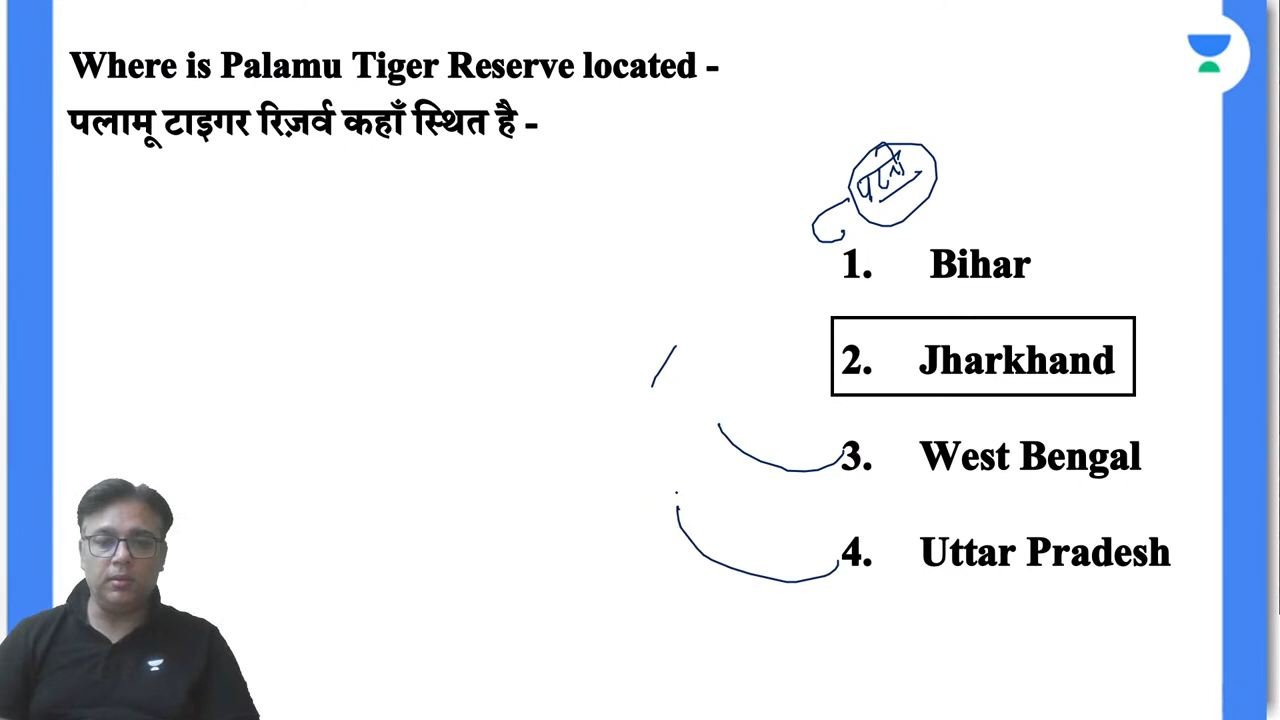 Where is Palamu Tiger Reserve located -
पलामू टाइगर रिज़र्व कहाँ स्थित है -
1. Bihar
2. Jharkhand
3. West Bengal
4. Uttar Pradesh